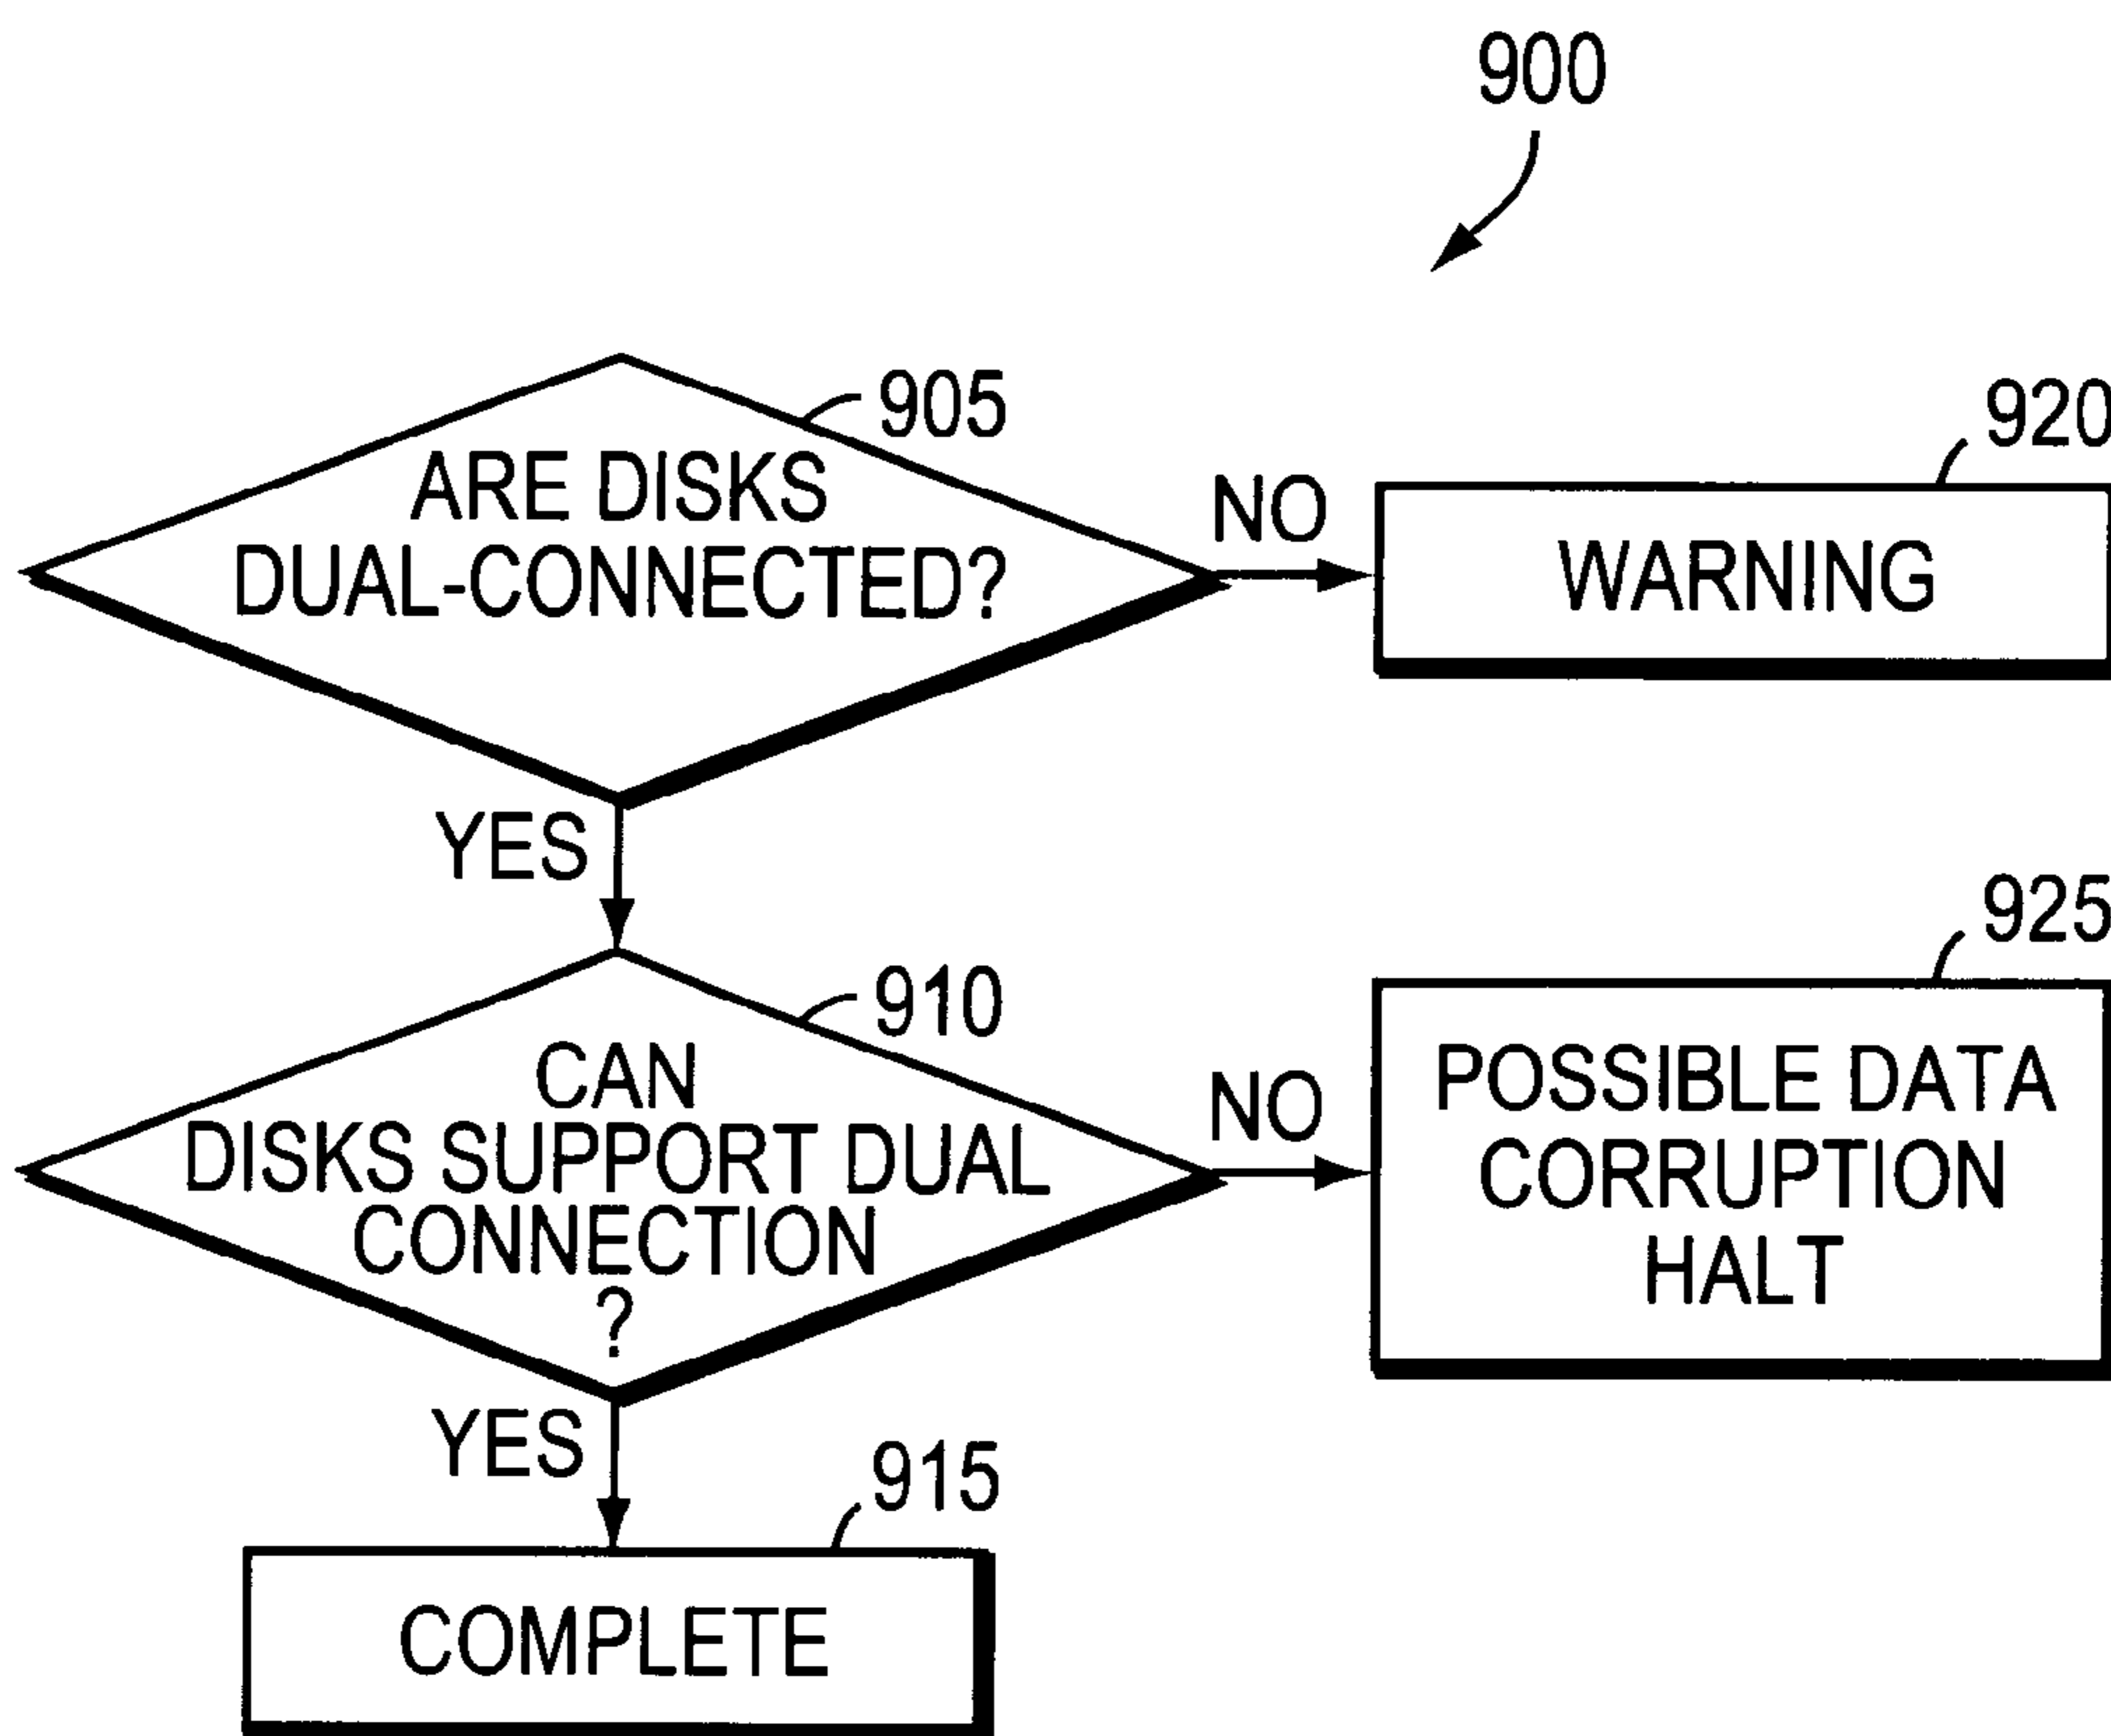 900
905
ARE DISKS
DUAL-CONNECTED?
NO
920
WARNING
YES
910
CAN
DISKS SUPPORT DUAL
CONNECTION
?
NO
925
POSSIBLE DATA
CORRUPTION
HALT
YES
915
COMPLETE